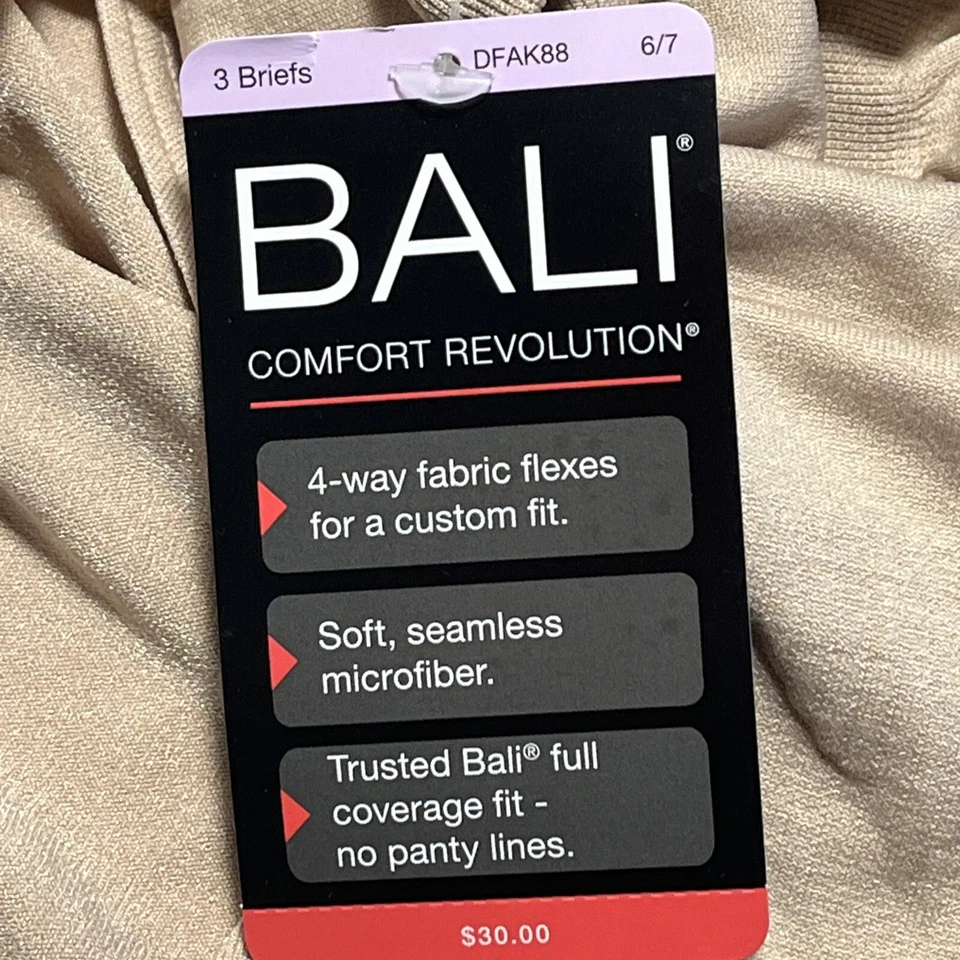 3 Briefs DFAK88 6/7
BALI®
COMFORT REVOLUTION®
4-way fabric flexes
for a custom fit.
Soft, seamless
microfiber.
Trusted Bali® full
coverage fit -
no panty lines.
$30.00